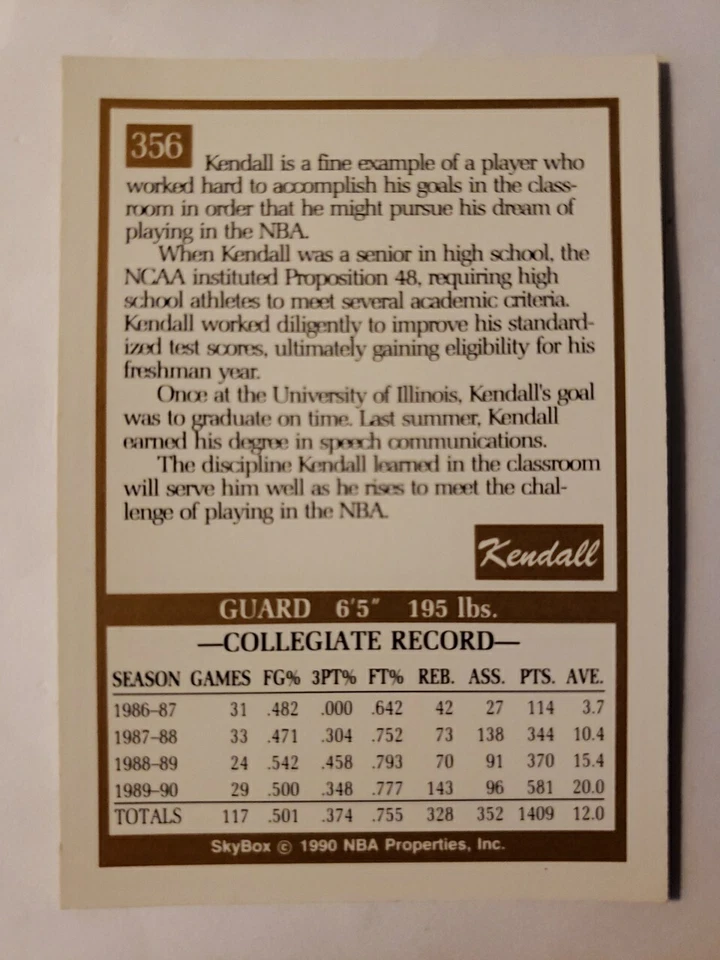 356
Kendall is a fine example of a player who
worked hard to accomplish his goals in the class-
room in order that he might pursue his dream of
playing in the NBA.
When Kendall was a senior in high school, the
NCAA instituted Proposition 48, requiring high
school athletes to meet several academic criteria.
Kendall worked diligently to improve his standard-
ized test scores, ultimately gaining eligibility for his
freshman year.
Once at the University of Illinois, Kendall's goal
was to graduate on time. Last summer, Kendall
earned his degree in speech communications.
The discipline Kendall learned in the classroom
will serve him well as he rises to meet the chal-
lenge of playing in the NBA.
Kendall
GUARD 6'5" 195 lbs.
—COLLEGIATE RECORD—
SEASON GAMES FG% 3PT% FT% REB. ASS. PTS. AVE.
1986–87 31 .482 .000 .642 42 27 114 3.7
1987–88 33 .471 .304 .752 73 138 344 10.4
1988–89 24 .542 .458 .793 70 91 370 15.4
1989–90 29 .500 .348 .777 143 96 581 20.0
TOTALS 117 .501 .374 .755 328 352 1409 12.0
SkyBox © 1990 NBA Properties, Inc.